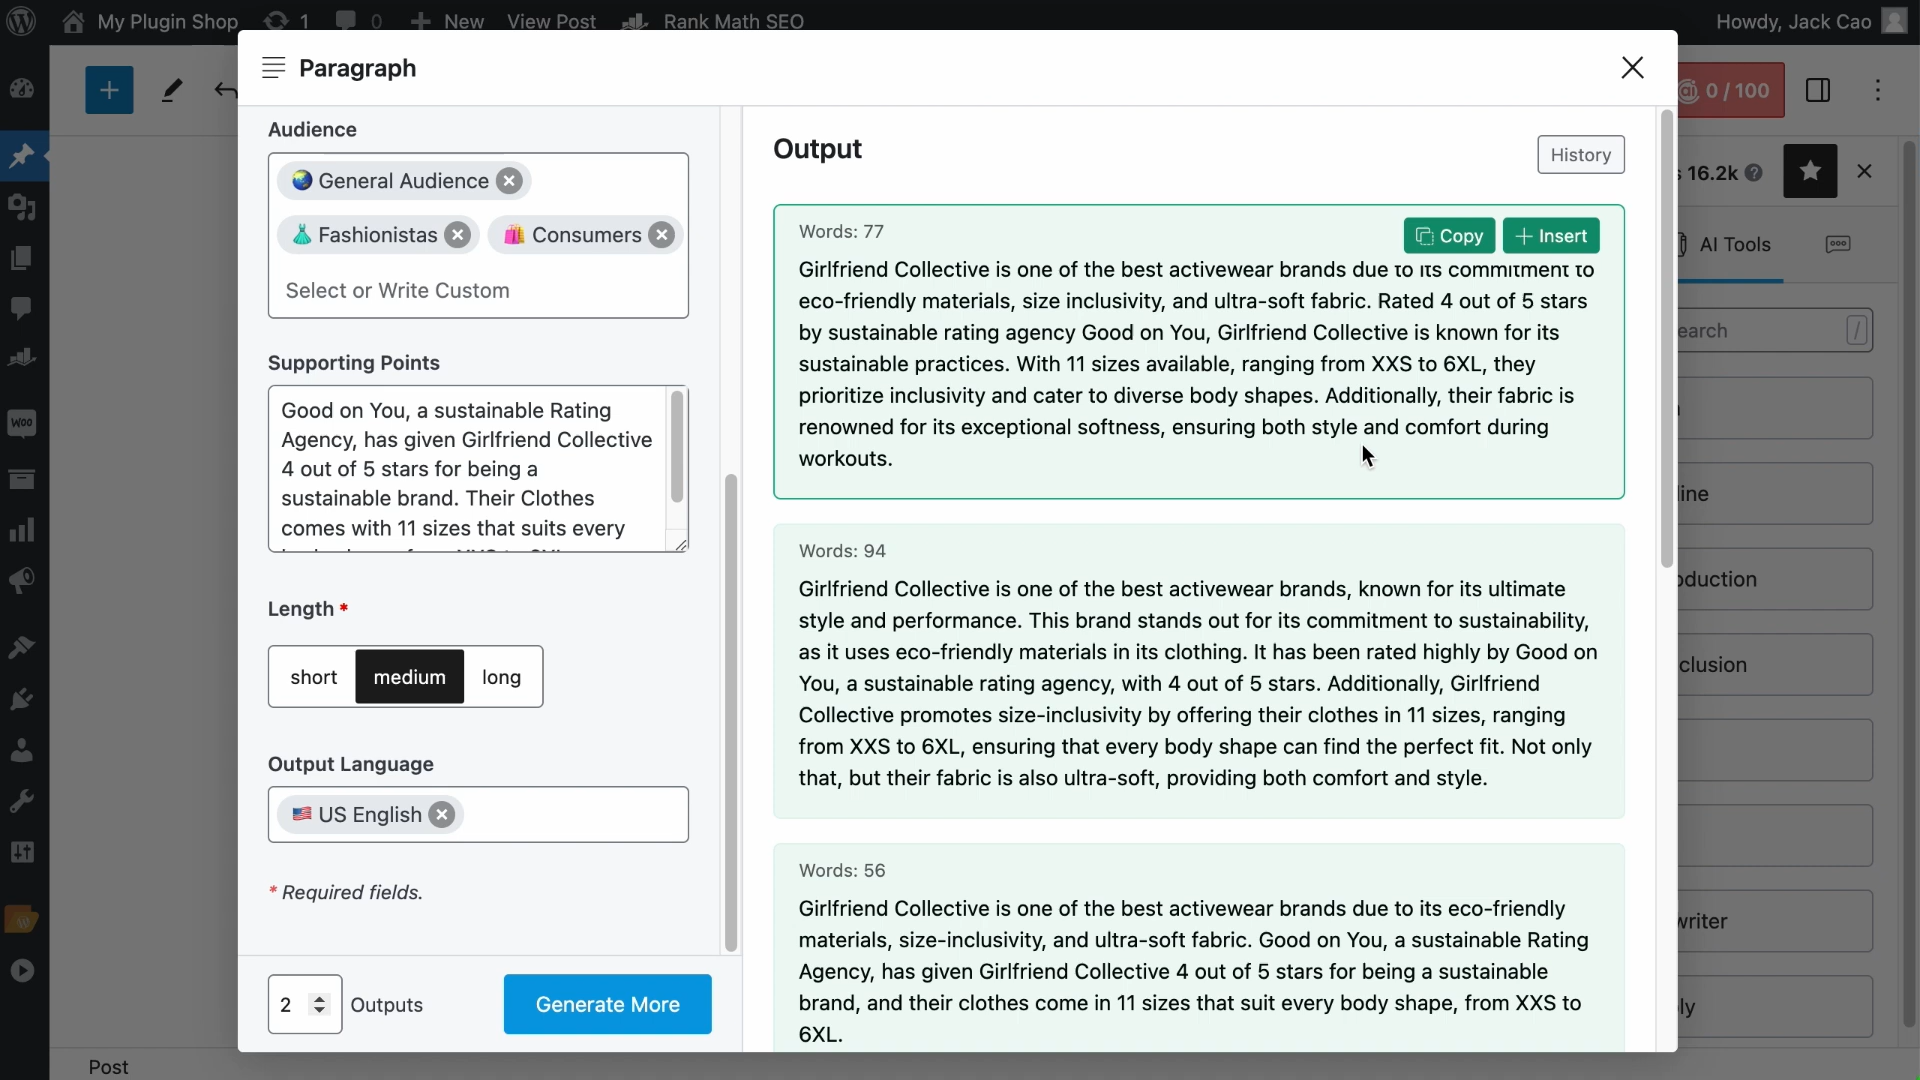 My Plugin Shop 1 0 New View Post Rank Math SEO Howdy, Jack Cao
Paragraph
0 / 100
Audience
General Audience
Fashionistas Consumers
Select or Write Custom
Supporting Points
Good on You, a sustainable Rating
Agency, has given Girlfriend Collective
4 out of 5 stars for being a
sustainable brand. Their Clothes
comes with 11 sizes that suits every
Length *
short medium long
Output Language
US English
* Required fields.
2 Outputs Generate More
Output
History
Words: 77
Copy Insert
Girlfriend Collective is one of the best activewear brands due to its commitment to
eco-friendly materials, size inclusivity, and ultra-soft fabric. Rated 4 out of 5 stars
by sustainable rating agency Good on You, Girlfriend Collective is known for its
sustainable practices. With 11 sizes available, ranging from XXS to 6XL, they
prioritize inclusivity and cater to diverse body shapes. Additionally, their fabric is
renowned for its exceptional softness, ensuring both style and comfort during
workouts.
Words: 94
Girlfriend Collective is one of the best activewear brands, known for its ultimate
style and performance. This brand stands out for its commitment to sustainability,
as it uses eco-friendly materials in its clothing. It has been rated highly by Good on
You, a sustainable rating agency, with 4 out of 5 stars. Additionally, Girlfriend
Collective promotes size-inclusivity by offering their clothes in 11 sizes, ranging
from XXS to 6XL, ensuring that every body shape can find the perfect fit. Not only
that, but their fabric is also ultra-soft, providing both comfort and style.
Words: 56
Girlfriend Collective is one of the best activewear brands due to its eco-friendly
materials, size-inclusivity, and ultra-soft fabric. Good on You, a sustainable Rating
Agency, has given Girlfriend Collective 4 out of 5 stars for being a sustainable
brand, and their clothes come in 11 sizes that suit every body shape, from XXS to
6XL.
16.2k
AI Tools
earch /
line
oduction
clusion
writer
ly
Woo
Post